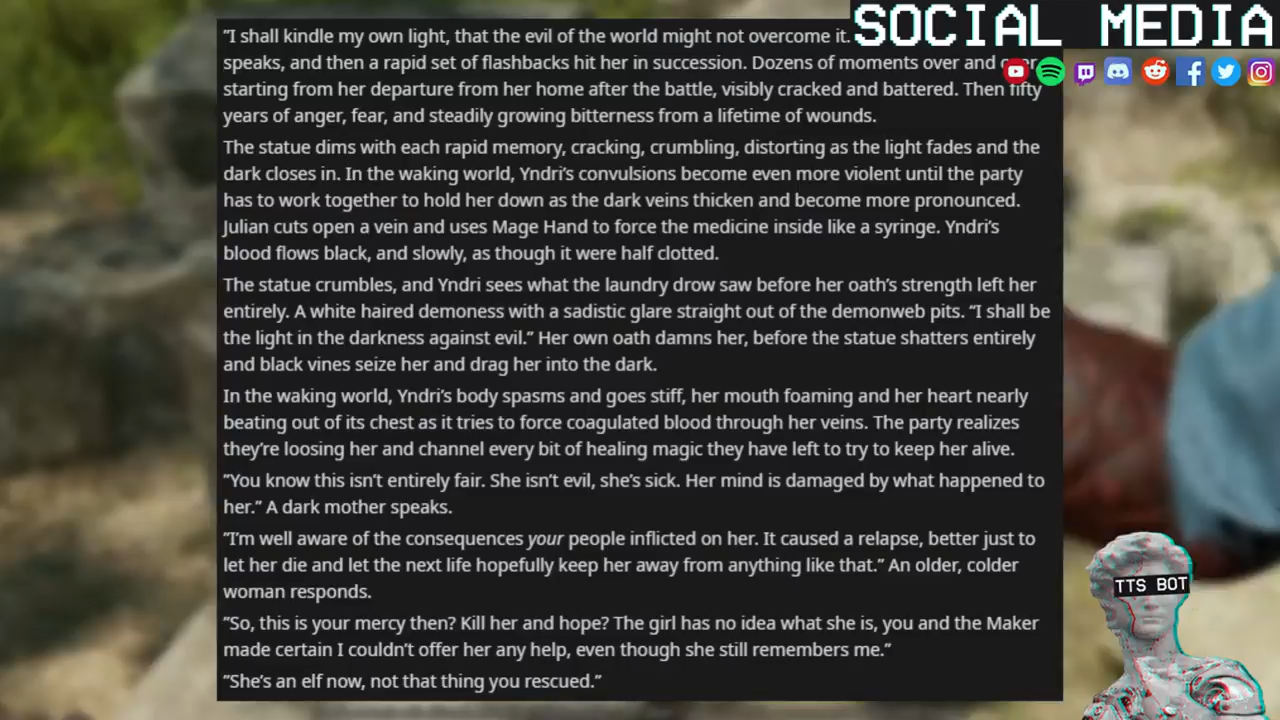 SOCIAL MEDIA
"I shall kindle my own light, that the evil of the world might not overcome it.
speaks, and then a rapid set of flashbacks hit her in succession. Dozens of moments over and
starting from her departure from her home after the battle, visibly cracked and battered. Then fifty
years of anger, fear, and steadily growing bitterness from a lifetime of wounds.
The statue dims with each rapid memory, cracking, crumbling, distorting as the light fades and the
dark closes in. In the waking world, Yndri's convulsions become even more violent until the party
has to work together to hold her down as the dark veins thicken and become more pronounced.
Julian cuts open a vein and uses Mage Hand to force the medicine inside like a syringe. Yndri's
blood flows black, and slowly, as though it were half clotted.
The statue crumbles, and Yndri sees what the laundry drow saw before her oath's strength left her
entirely. A white haired demoness with a sadistic glare straight out of the demonweb pits. "I shall be
the light in the darkness against evil." Her own oath damns her, before the statue shatters entirely
and black vines seize her and drag her into the dark.
In the waking world, Yndri's body spasms and goes stiff, her mouth foaming and her heart nearly
beating out of its chest as it tries to force coagulated blood through her veins. The party realizes
they're loosing her and channel every bit of healing magic they have left to try to keep her alive.
"You know this isn't entirely fair. She isn't evil, she's sick. Her mind is damaged by what happened to
her." A dark mother speaks.
"I'm well aware of the consequences your people inflicted on her. It caused a relapse, better just to
let her die and let the next life hopefully keep her away from anything like that." An older, colder
woman responds.
"So, this is your mercy then? Kill her and hope? The girl has no idea what she is, you and the Maker
made certain I couldn't offer her any help, even though she still remembers me."
"She's an elf now, not that thing you rescued."
TTS BOT